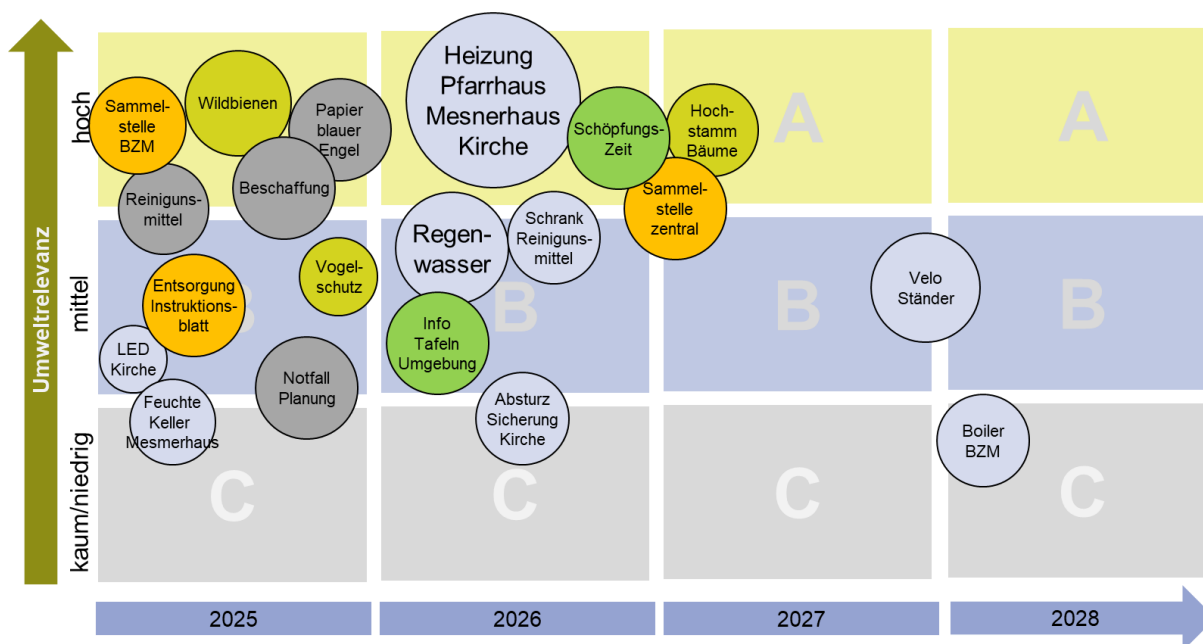 Umweltrelevanz
hoch
mittel
kaum/niedrig
A
A
B
B
B
B
C
C
C
C
Sammel-
stelle
BZM
Wildbienen
Papier
blauer
Engel
Reiniguns-
mittel
Beschaffung
Heizung
Pfarrhaus
Mesnerhaus
Kirche
Schöpfungs-
Zeit
Hoch-
stamm
Bäume
Sammel-
stelle
zentral
Entsorgung
Instruktions-
blatt
Vogel-
schutz
Regen-
wasser
Schrank
Reinigungs-
mittel
Velo
Ständer
LED
Kirche
Feuchte
Keller
Mesmerhaus
Notfall
Planung
Info
Tafeln
Umgebung
Absturz
Sicherung
Kirche
Boiler
BZM
2025
2026
2027
2028